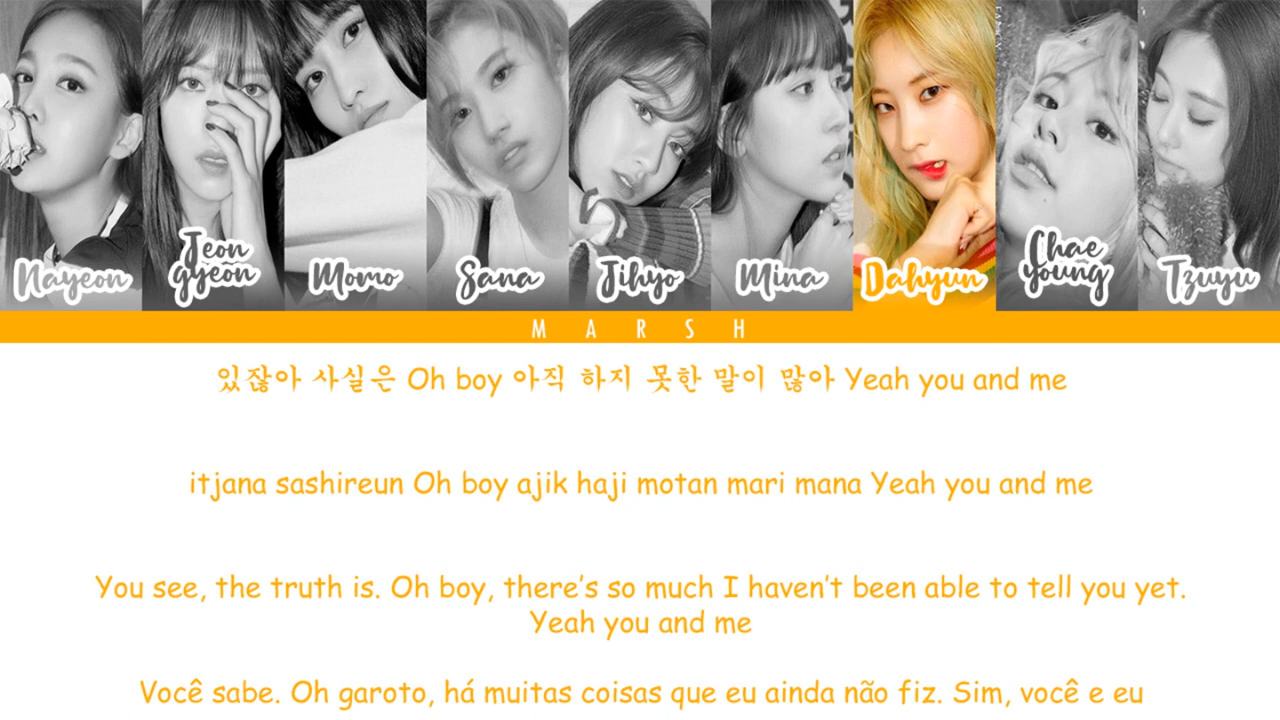 Nayeon
Jeon
gyeon
Momo
Sana
Jihyo
Mina
Dahyun
Chae
young
Tzuyu
MARSH
있잖아 사실은 Oh boy 아직 하지 못한 말이 많아 Yeah you and me
itjana sashireun Oh boy ajik haji motan mari mana Yeah you and me
You see, the truth is. Oh boy, there's so much I haven't been able to tell you yet.
Yeah you and me
Você sabe. Oh garoto, há muitas coisas que eu ainda não fiz. Sim, você e eu